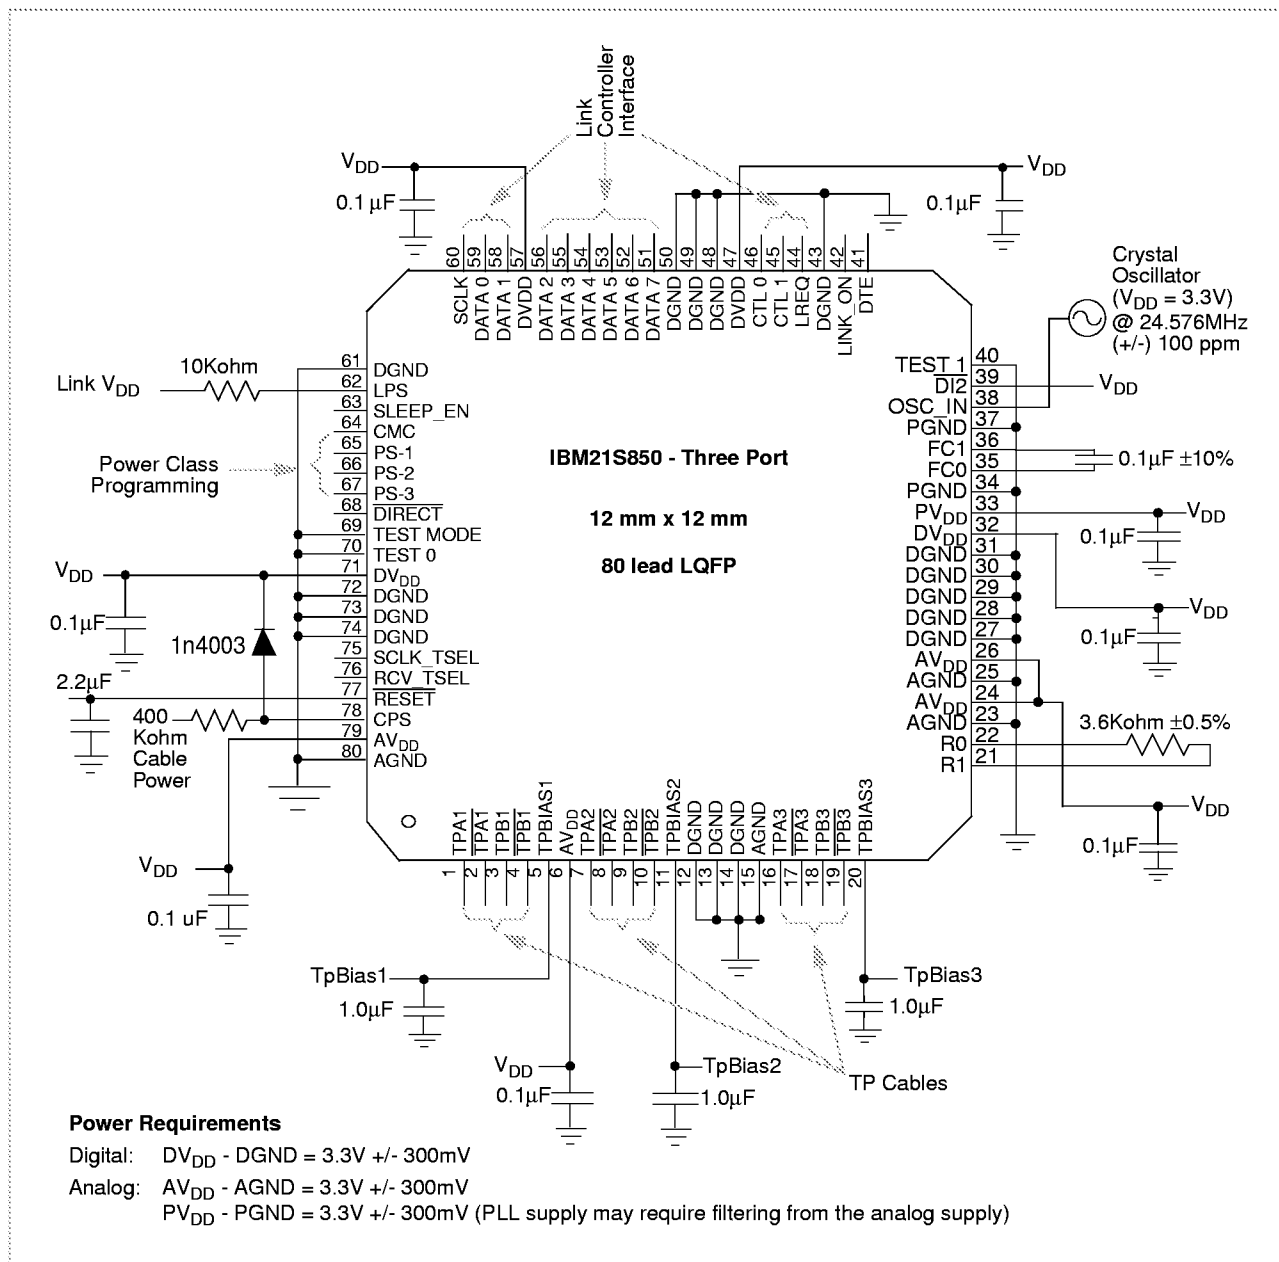 Link
Controller
Interface
VDD
0.1 µF
VDD
0.1µF
60
59
58
57
56
55
54
53
52
51
50
49
48
47
46
45
44
43
42
41
SCLK
DATA 0
DATA 1
DVDD
DATA 2
DATA 3
DATA 4
DATA 5
DATA 6
DATA 7
DGND
DGND
DGND
DVDD
CTL 0
CTL 1
LREQ
DGND
LINK_ON
DTE
Crystal
Oscillator
(VDD = 3.3V)
@ 24.576MHz
(+/-) 100 ppm
Link VDD
10Kohm
Power Class
Programming
VDD
0.1µF
1n4003
2.2µF
400
Kohm
Cable
Power
VDD
0.1 uF
61 DGND
62 LPS
63 SLEEP_EN
64 CMC
65 PS-1
66 PS-2
67 PS-3
68 DIRECT
69 TEST MODE
70 TEST 0
71 DVDD
72 DGND
73 DGND
74 DGND
75 SCLK_TSEL
76 RCV_TSEL
77 RESET
78 CPS
79 AVDD
80 AGND
IBM21S850 - Three Port
12 mm x 12 mm
80 lead LQFP
TEST 1 40
DI2 39
OSC_IN 38
PGND 37
FC1 36
FC0 35
PGND 34
PVDD 33
DVDD 32
DGND 31
DGND 30
DGND 29
DGND 28
DGND 27
AVDD 26
AGND 25
AVDD 24
AGND 23
R0 22
R1 21
VDD
0.1µF ±10%
VDD
0.1µF
VDD
0.1µF
3.6Kohm ±0.5%
VDD
0.1µF
TPA1
TPA1
TPB1
TPB1
TPBIAS1
AVDD
TPA2
TPA2
TPB2
TPB2
TPBIAS2
DGND
DGND
DGND
AGND
TPA3
TPA3
TPB3
TPB3
TPBIAS3
1
2
3
4
5
6
7
8
9
10
11
12
13
14
15
16
17
18
19
20
TpBias1
1.0µF
TpBias3
1.0µF
VDD
0.1µF
TpBias2
1.0µF
TP Cables
Power Requirements
Digital: DVDD - DGND = 3.3V +/- 300mV
Analog: AVDD - AGND = 3.3V +/- 300mV
PVDD - PGND = 3.3V +/- 300mV (PLL supply may require filtering from the analog supply)